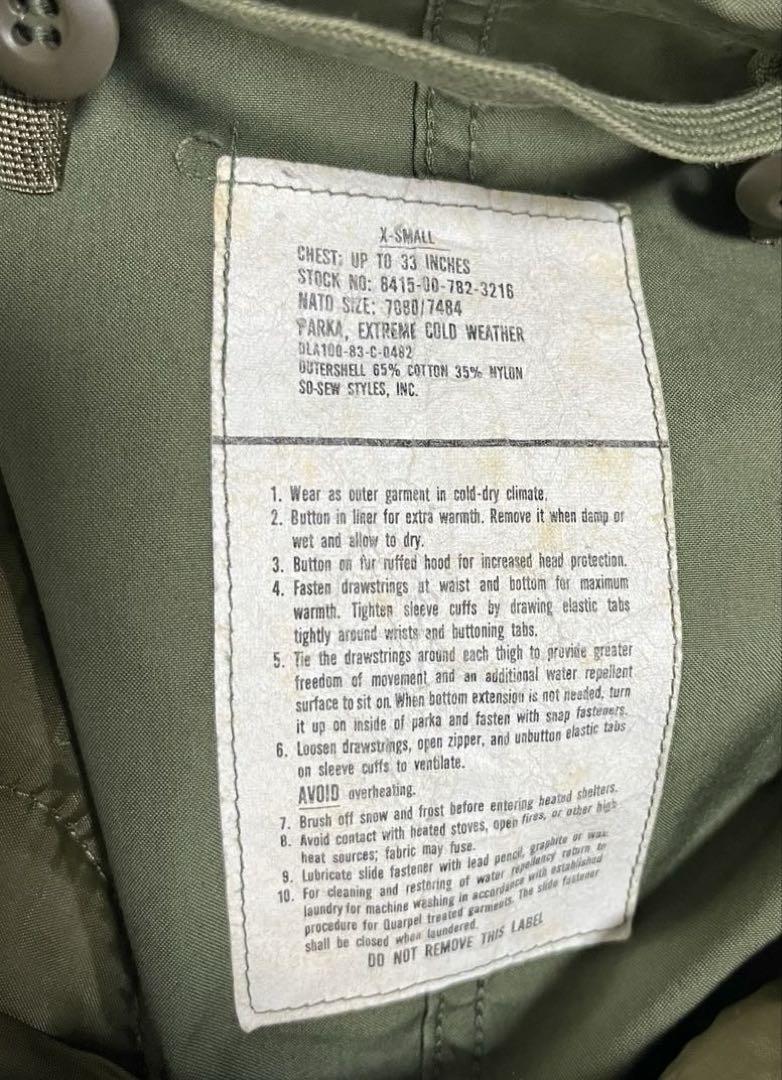 X-SMALL
CHEST: UP TO 33 INCHES
STOCK NO: 8415-00-782-3216
NATO SIZE: 7080/7484
PARKA, EXTREME COLD WEATHER
DLA100-83-C-0482
OUTERSHELL 65% COTTON 35% NYLON
SO-SEW STYLES, INC.
1. Wear as outer garment in cold-dry climate.
2. Button in liner for extra warmth. Remove it when damp or
wet and allow to dry.
3. Button on fur ruffed hood for increased head protection.
4. Fasten drawstrings at waist and bottom for maximum
warmth. Tighten sleeve cuffs by drawing elastic tabs
tightly around wrists and buttoning tabs.
5. Tie the drawstrings around each thigh to provide greater
freedom of movement and an additional water repellent
surface to sit on. When bottom extension is not needed, turn
it up on inside of parka and fasten with snap fasteners.
6. Loosen drawstrings, open zipper, and unbutton elastic tabs
on sleeve cuffs to ventilate.
AVOID overheating.
7. Brush off snow and frost before entering heated shelters.
8. Avoid contact with heated stoves, open fires, or other high
heat sources; fabric may fuse.
9. Lubricate slide fastener with lead pencil, graphite or wax.
10. For cleaning and restoring of water repellency return to
laundry for machine washing in accordance with established
procedure for Quarpel treated garments. The slide fastener
shall be closed when laundered.
DO NOT REMOVE THIS LABEL